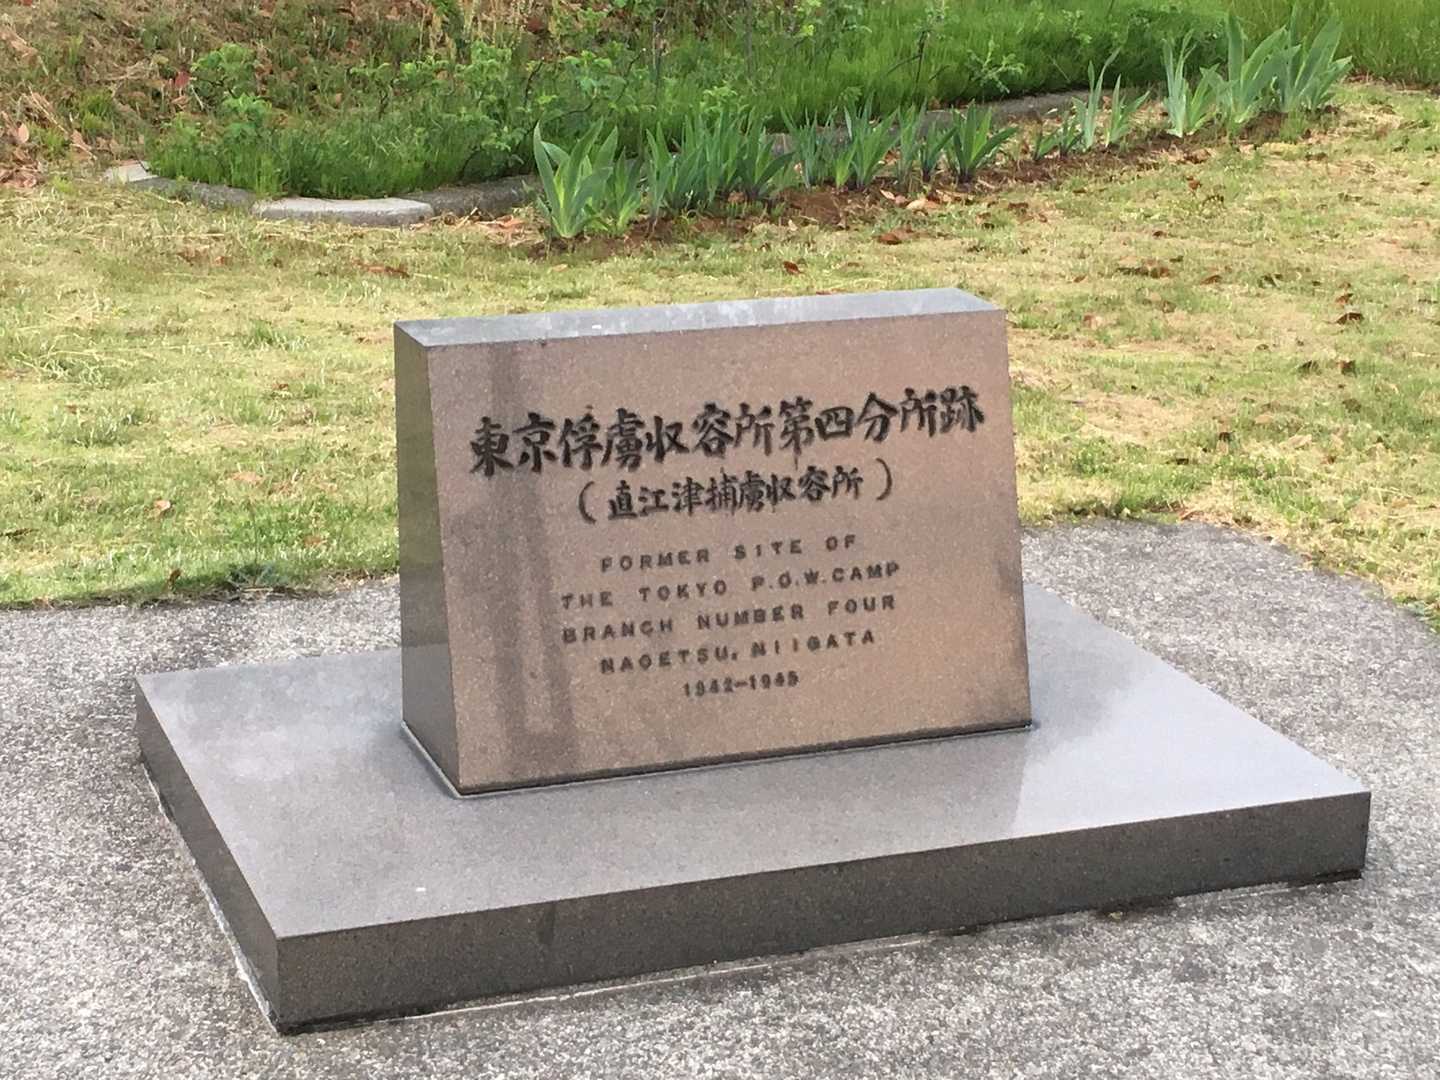 東京俘虜収容所第四分所跡
(直江津捕虜収容所)
FORMER SITE OF
THE TOKYO P.O.W.CAMP
BRANCH NUMBER FOUR
NAOETSU, NIIGATA
1942-1945